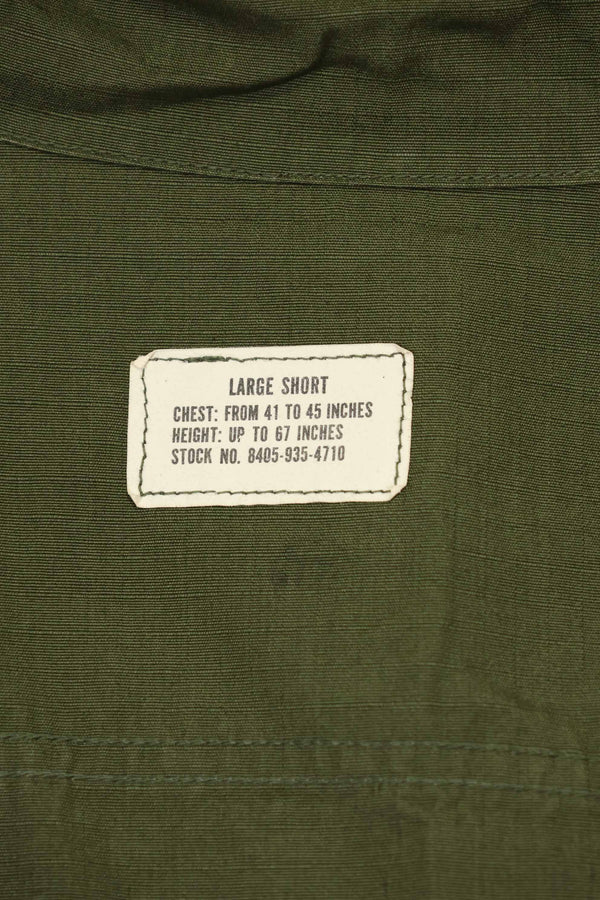 LARGE SHORT
CHEST: FROM 41 TO 45 INCHES
HEIGHT: UP TO 67 INCHES
STOCK NO. 8405-935-4710